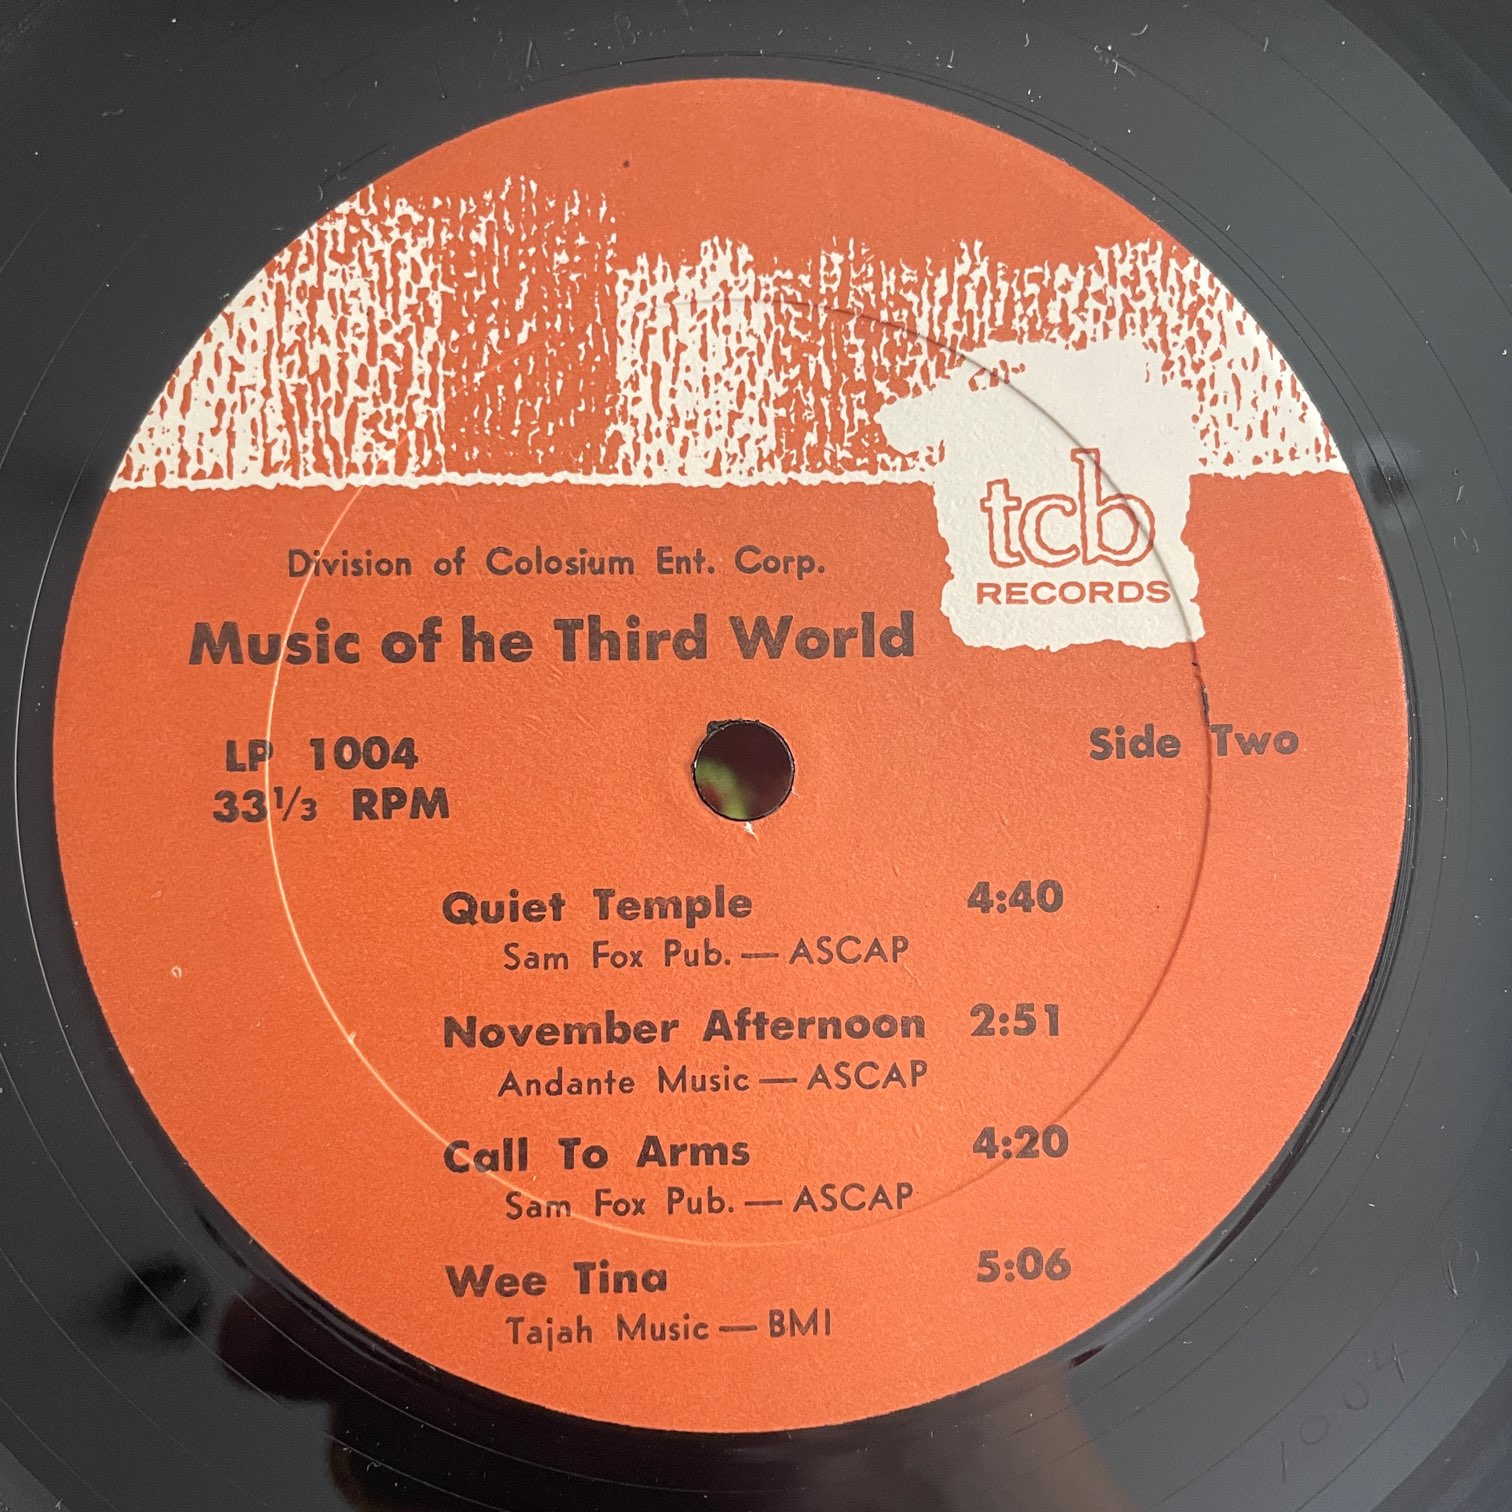 tcb
RECORDS
Division of Colosium Ent. Corp.
Music of he Third World
LP 1004
33⅓ RPM
Side Two
Quiet Temple 4:40
Sam Fox Pub. — ASCAP
November Afternoon 2:51
Andante Music — ASCAP
Call To Arms 4:20
Sam Fox Pub. — ASCAP
Wee Tina 5:06
Tajah Music — BMI
1004